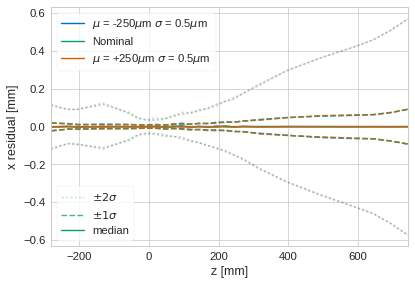 0.6
0.4
0.2
0.0
−0.2
−0.4
−0.6
x residual [mm]
μ = -250μm σ = 0.5μm
Nominal
μ = +250μm σ = 0.5μm
±2σ
±1σ
median
−200
0
200
400
600
z [mm]